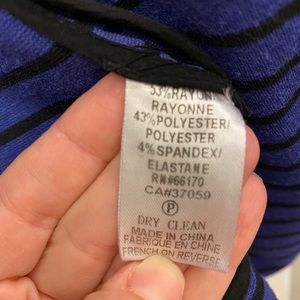 53%RAYON/
RAYONNE
43%POLYESTER/
POLYESTER
4%SPANDEX/
ELASTANE
RN#66170
CA#37059
P
DRY CLEAN
MADE IN CHINA
FABRIQUE EN CHINE
FRENCH ON REVERSE